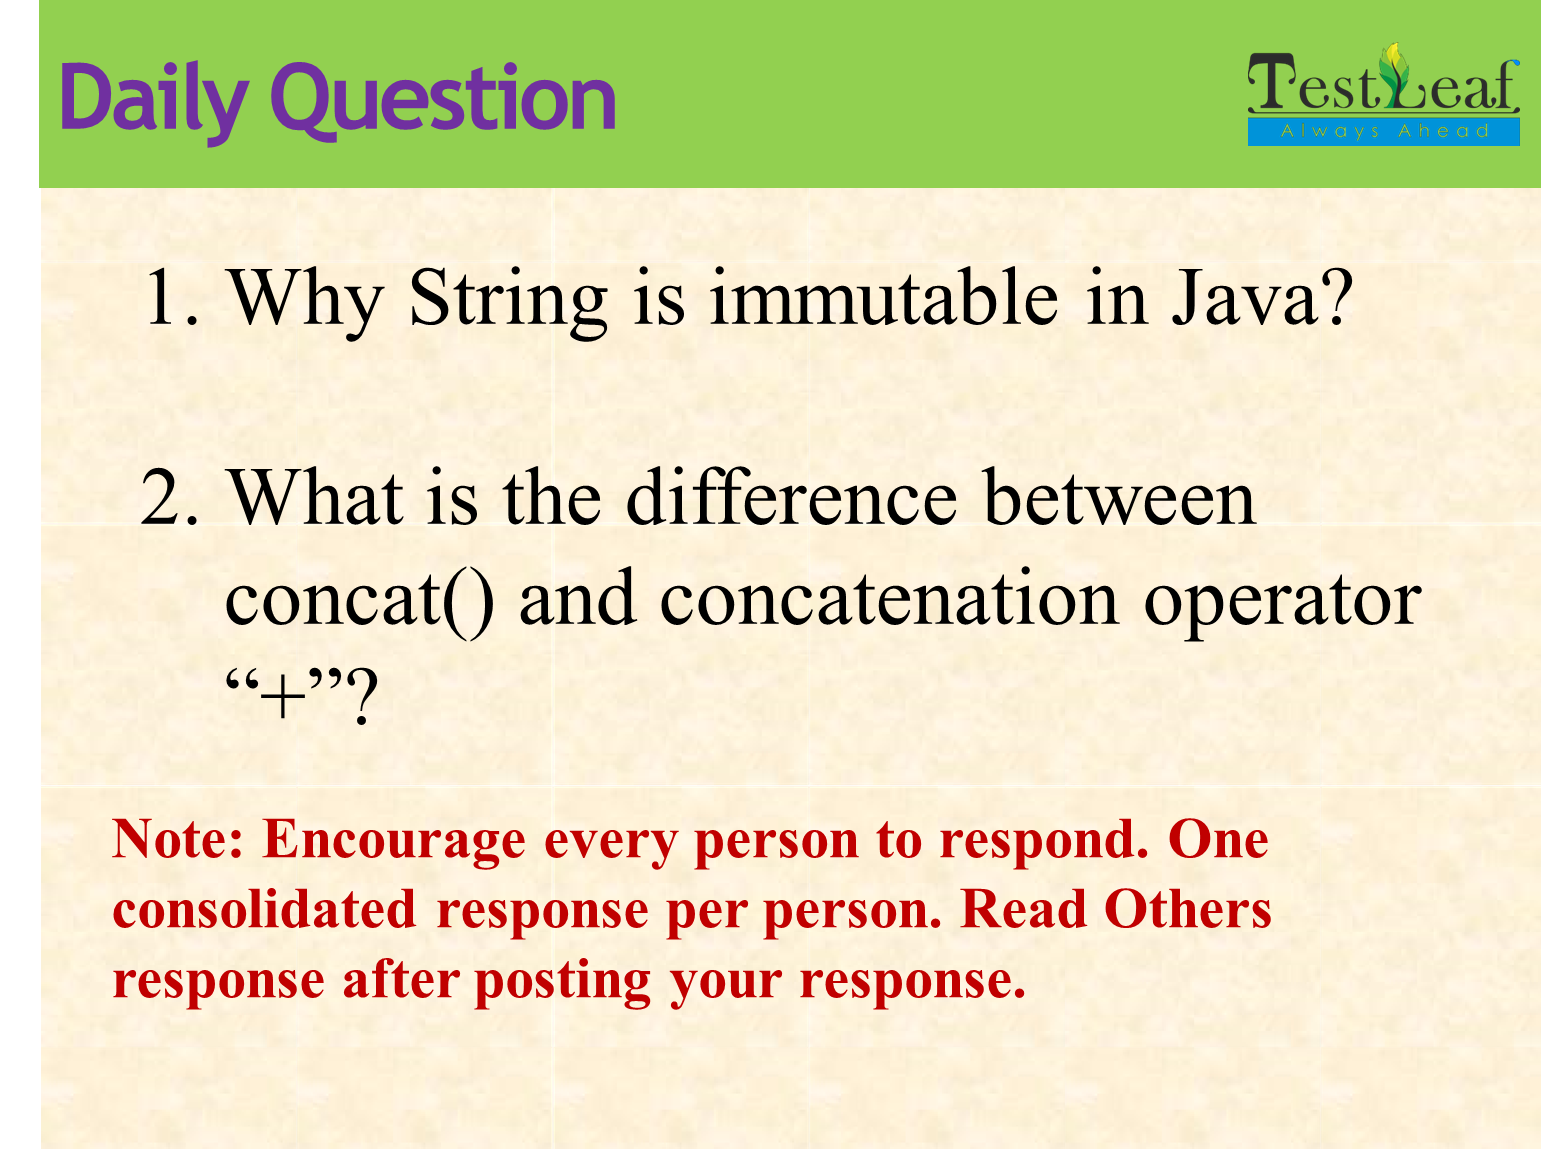 Daily Question
TestLeaf
Always Ahead
1. Why String is immutable in Java?
2. What is the difference between
concat() and concatenation operator
“+”?
Note: Encourage every person to respond. One
consolidated response per person. Read Others
response after posting your response.